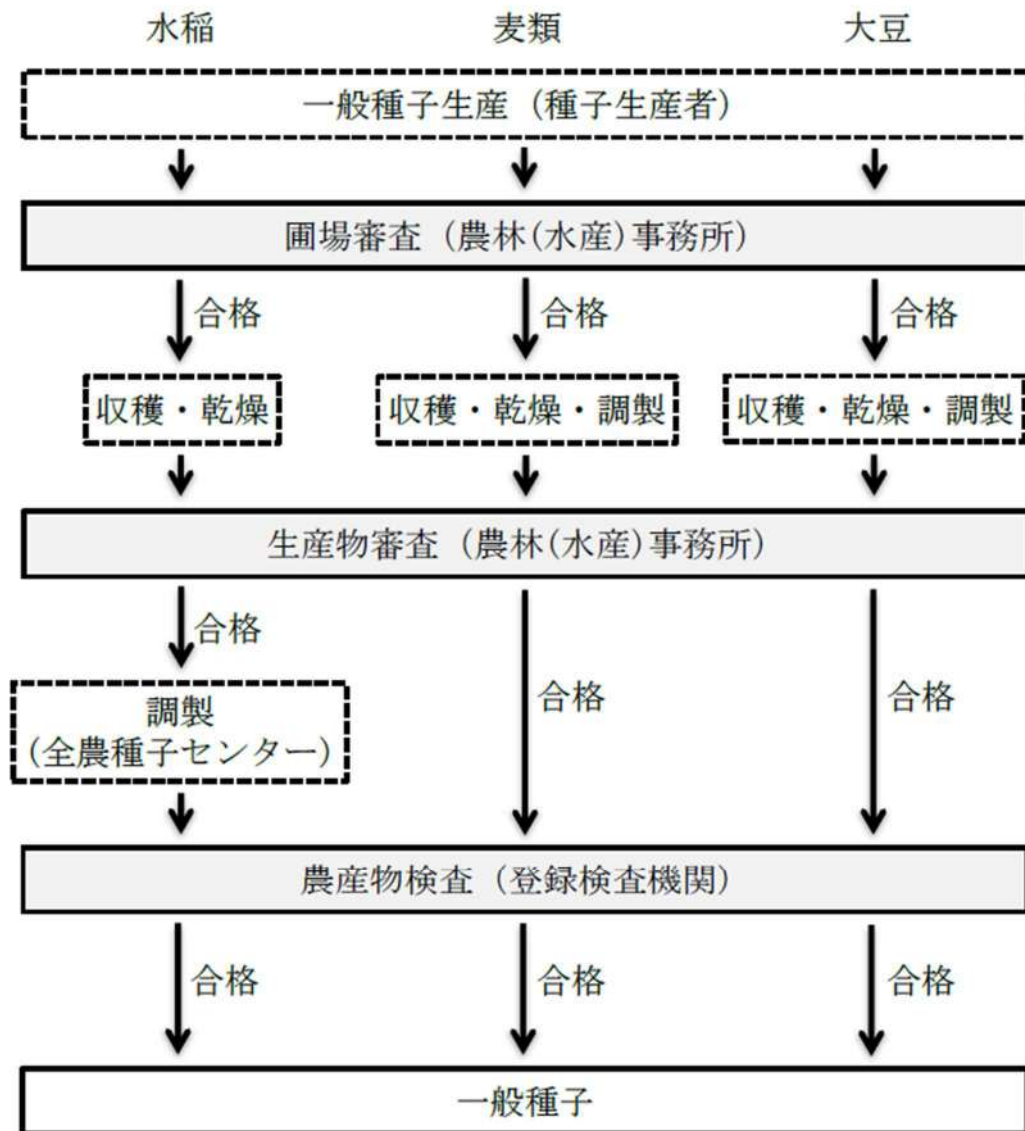 水稲 麦類 大豆
一般種子生産（種子生産者）
圃場審査（農林(水産)事務所）
合格 合格 合格
収穫・乾燥 収穫・乾燥・調製 収穫・乾燥・調製
生産物審査（農林(水産)事務所）
合格
合格 合格
調製
（全農種子センター）
農産物検査（登録検査機関）
合格 合格 合格
一般種子